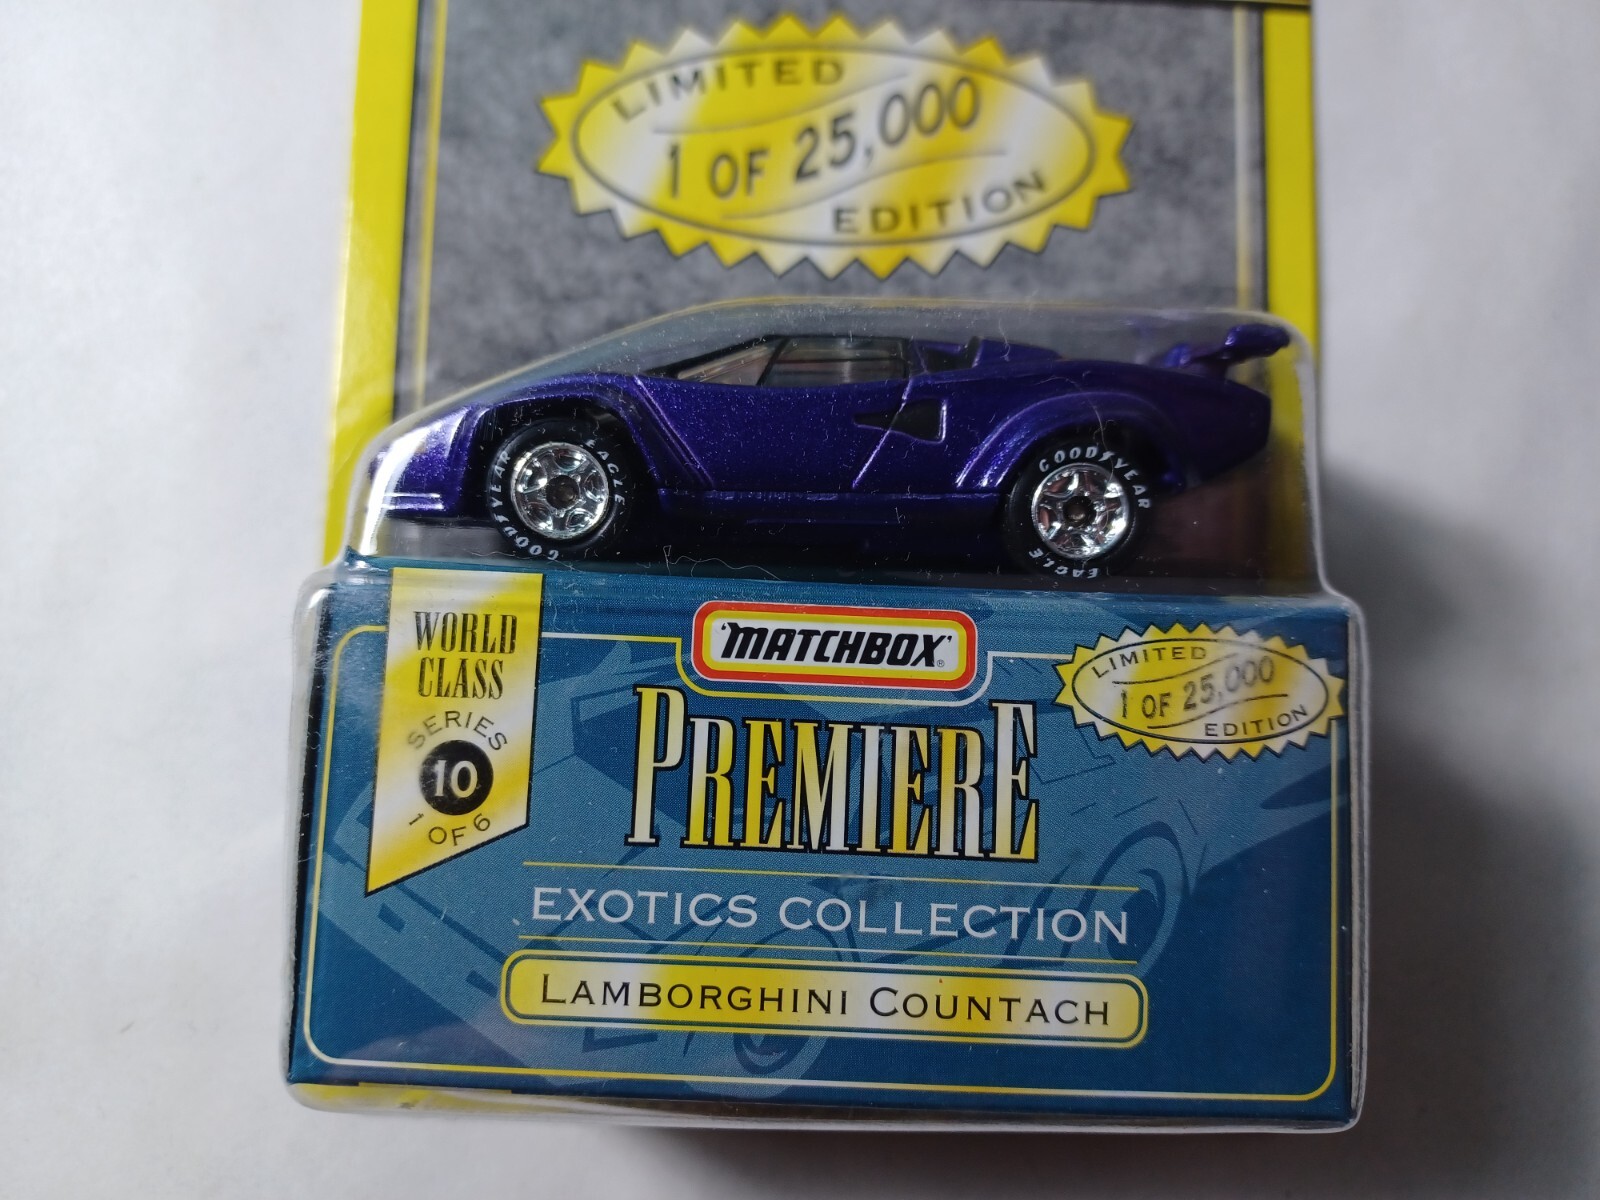 LIMITED
1 OF 25,000
EDITION
GOODYEAR
EAGLE
GOOD
GOODYEAR
EAGLE
WORLD
CLASS
SERIES
10
1 OF 6
'MATCHBOX'®
LIMITED
1 OF 25,000
EDITION
PREMIERE
EXOTICS COLLECTION
LAMBORGHINI COUNTACH